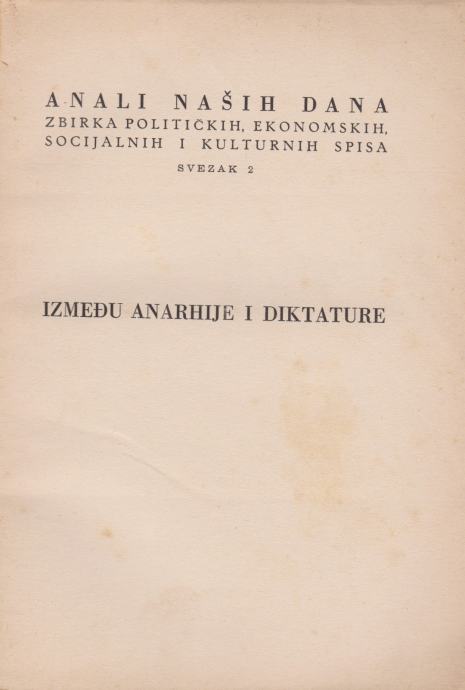 ANALI NAŠIH DANA
ZBIRKA POLITIČKIH, EKONOMSKIH,
SOCIJALNIH I KULTURNIH SPISA
SVEZAK 2
IZMEĐU ANARHIJE I DIKTATURE